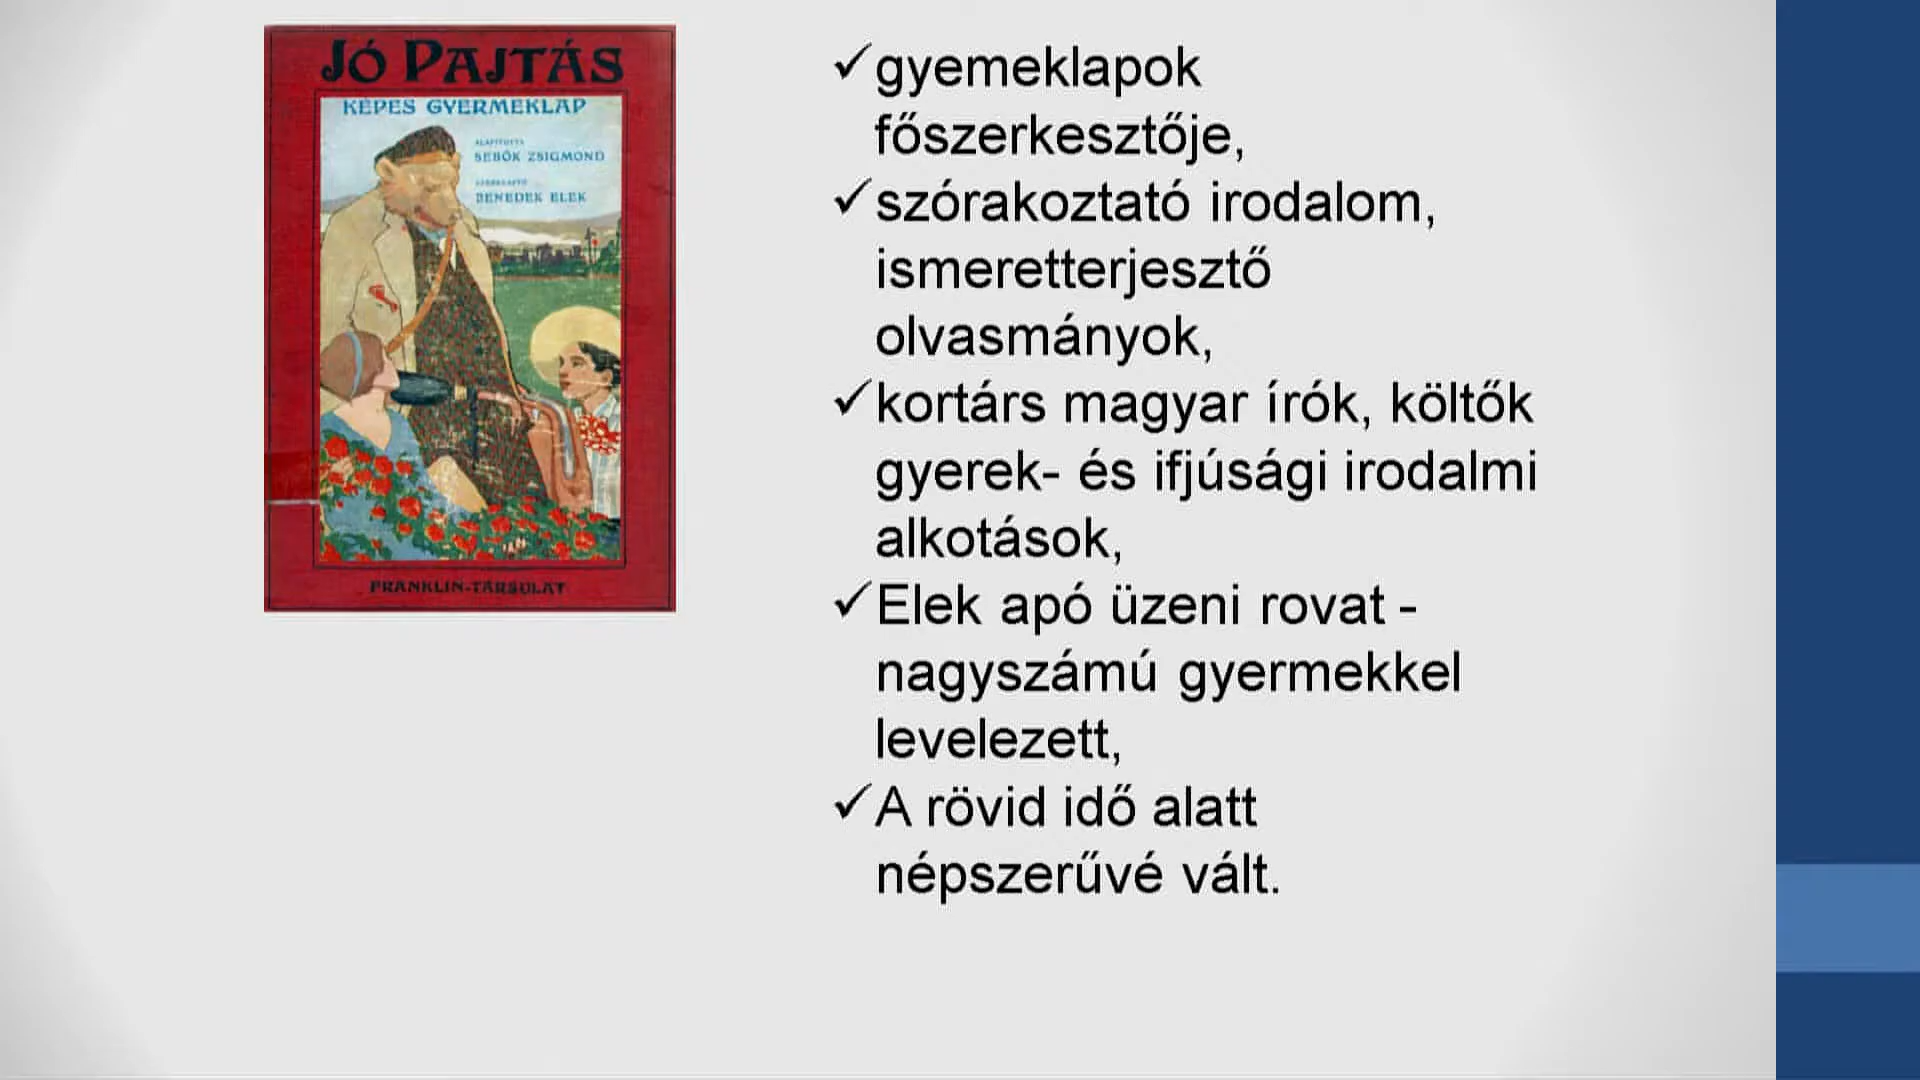 JÓ PAJTÁS
KÉPES GYERMEKLAP
ALAPÍTOTTA
SEBŐK ZSIGMOND
BENEDEK ELEK
FRANKLIN-TÁRSULAT
✓gyemeklapok
főszerkesztője,
✓szórakoztató irodalom,
ismeretterjesztő
olvasmányok,
✓kortárs magyar írók, költők
gyerek- és ifjúsági irodalmi
alkotások,
✓Elek apó üzeni rovat -
nagyszámú gyermekkel
levelezett,
✓A rövid idő alatt
népszerűvé vált.